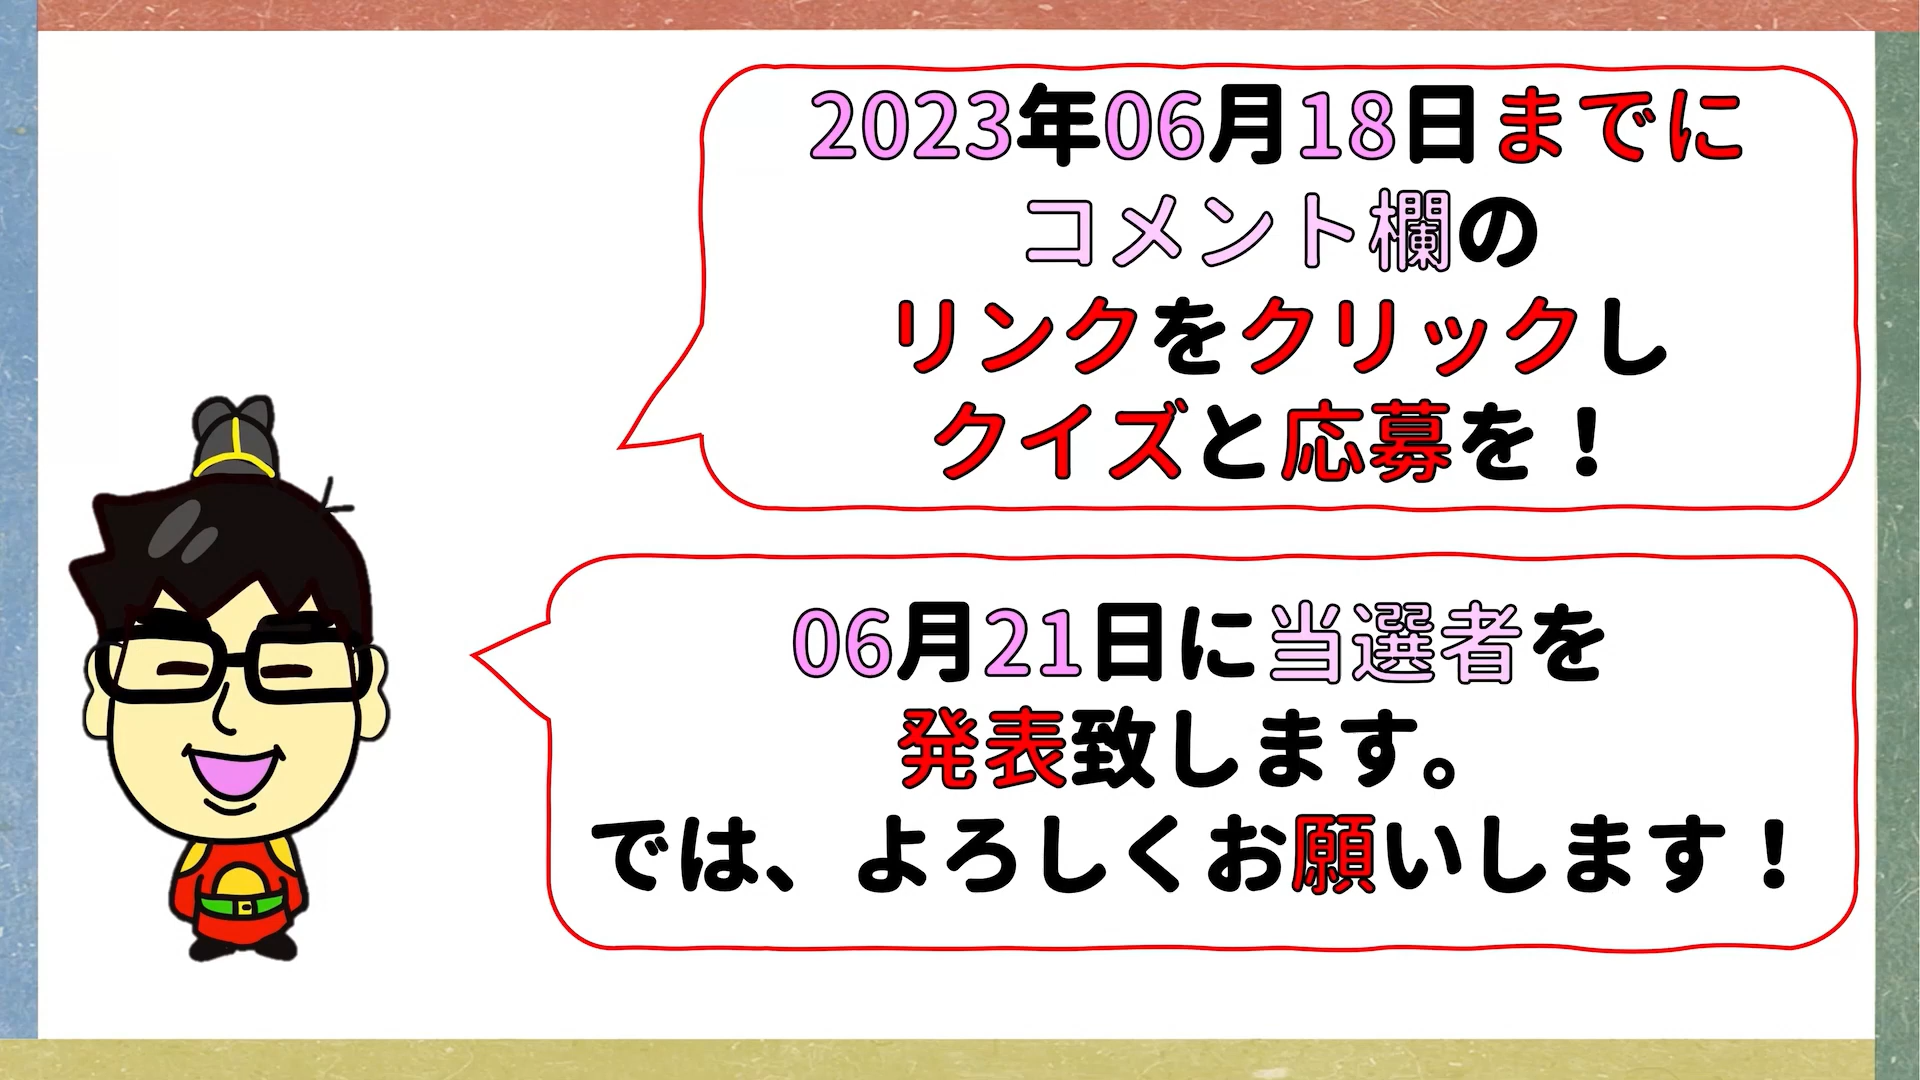 2023年06月18日までに
コメント欄の
リンクをクリックし
クイズと応募を！
06月21日に当選者を
発表致します。
では、よろしくお願いします！